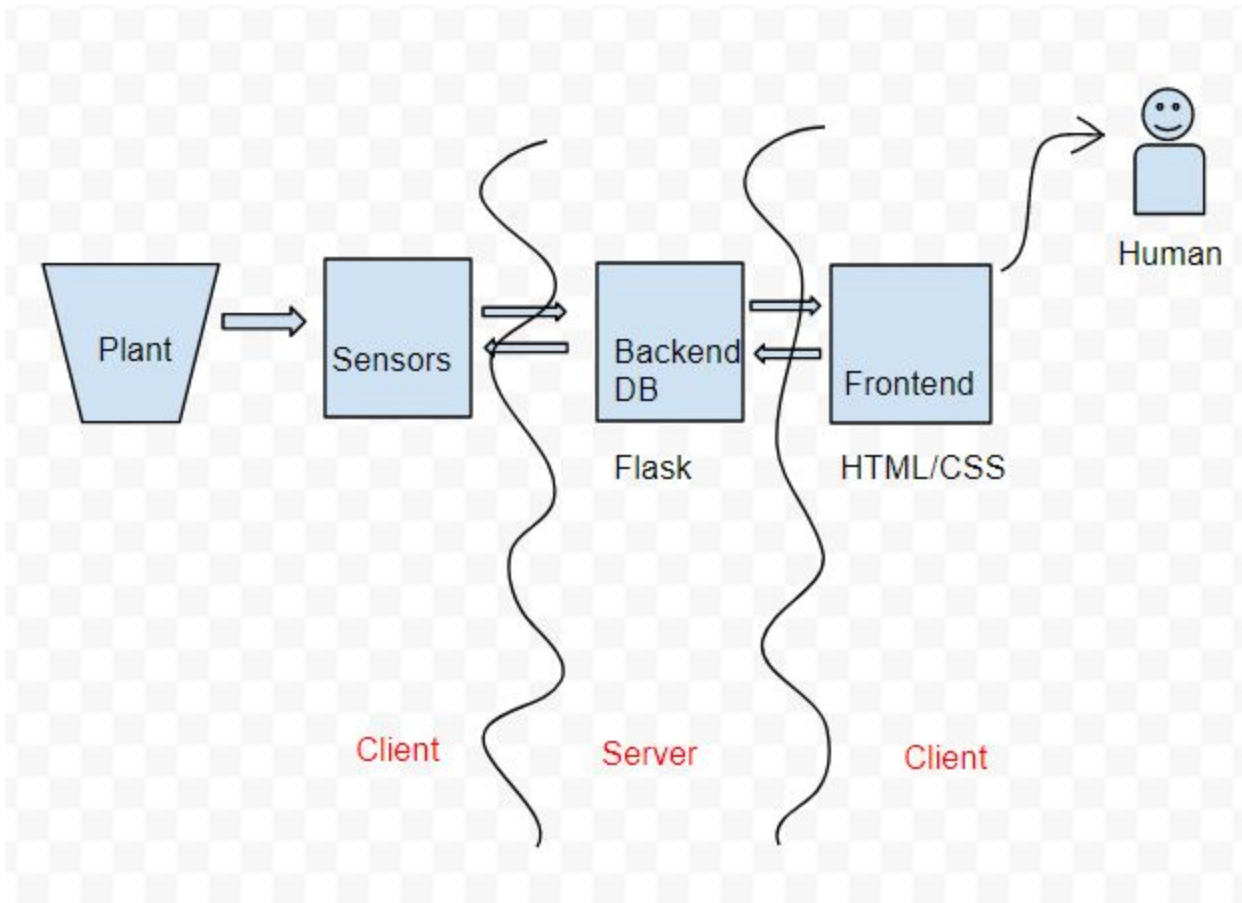 Human
Plant
Sensors
Backend
DB
Frontend
Flask
HTML/CSS
Client
Server
Client